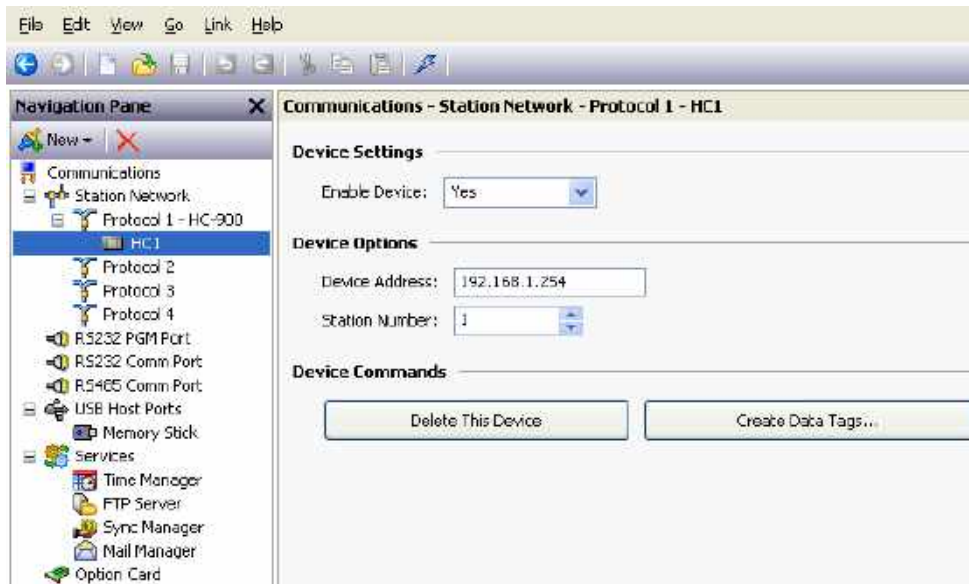 File Edit View Go Link Help
Navigation Pane
New
Communications
Station Network
Protocol 1 - HC-900
HC1
Protocol 2
Protocol 3
Protocol 4
RS232 PGM Port
RS232 Comm Port
RS485 Comm Port
USB Host Ports
Memory Stick
Services
Time Manager
FTP Server
Sync Manager
Mail Manager
Option Card
Communications - Station Network - Protocol 1 - HC1
Device Settings
Enable Device: Yes
Device Options
Device Address: 192.168.1.254
Station Number: 1
Device Commands
Delete This Device Create Data Tags...